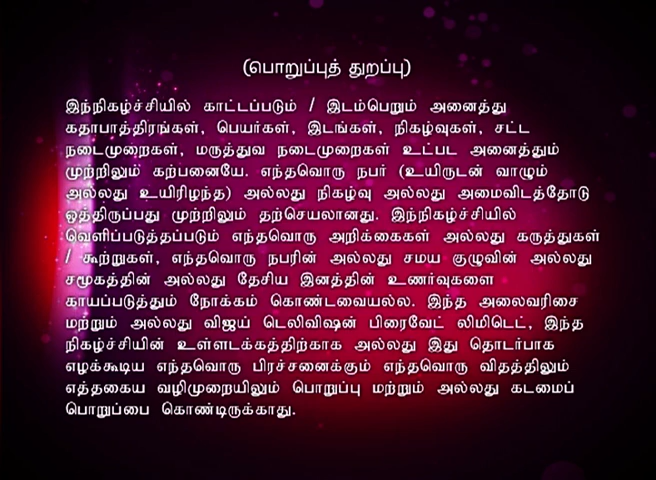 (பொறுப்புத் துறப்பு)
இந்நிகழ்ச்சியில் காட்டப்படும் / இடம்பெறும் அனைத்து
கதாபாத்திரங்கள், பெயர்கள், இடங்கள், நிகழ்வுகள், சட்ட
நடைமுறைகள், மருத்துவ நடைமுறைகள் உட்பட அனைத்தும்
முற்றிலும் கற்பனையே. எந்தவொரு நபர் (உயிருடன் வாழும்
அல்லது உயிரிழந்த) அல்லது நிகழ்வு அல்லது அமைவிடத்தோடு
ஒத்திருப்பது முற்றிலும் தற்செயலானது. இந்நிகழ்ச்சியில்
வெளிப்படுத்தப்படும் எந்தவொரு அறிக்கைகள் அல்லது கருத்துகள்
/ கூற்றுகள், எந்தவொரு நபரின் அல்லது சமய குழுவின் அல்லது
சமூகத்தின் அல்லது தேசிய இனத்தின் உணர்வுகளை
காயப்படுத்தும் நோக்கம் கொண்டவையல்ல. இந்த அலைவரிசை
மற்றும் அல்லது விஜய் டெலிவிஷன் பிரைவேட் லிமிடெட், இந்த
நிகழ்ச்சியின் உள்ளடக்கத்திற்காக அல்லது இது தொடர்பாக
எழக்கூடிய எந்தவொரு பிரச்சனைக்கும் எந்தவொரு விதத்திலும்
எத்தகைய வழிமுறையிலும் பொறுப்பு மற்றும் அல்லது கடமைப்
பொறுப்பை கொண்டிருக்காது.